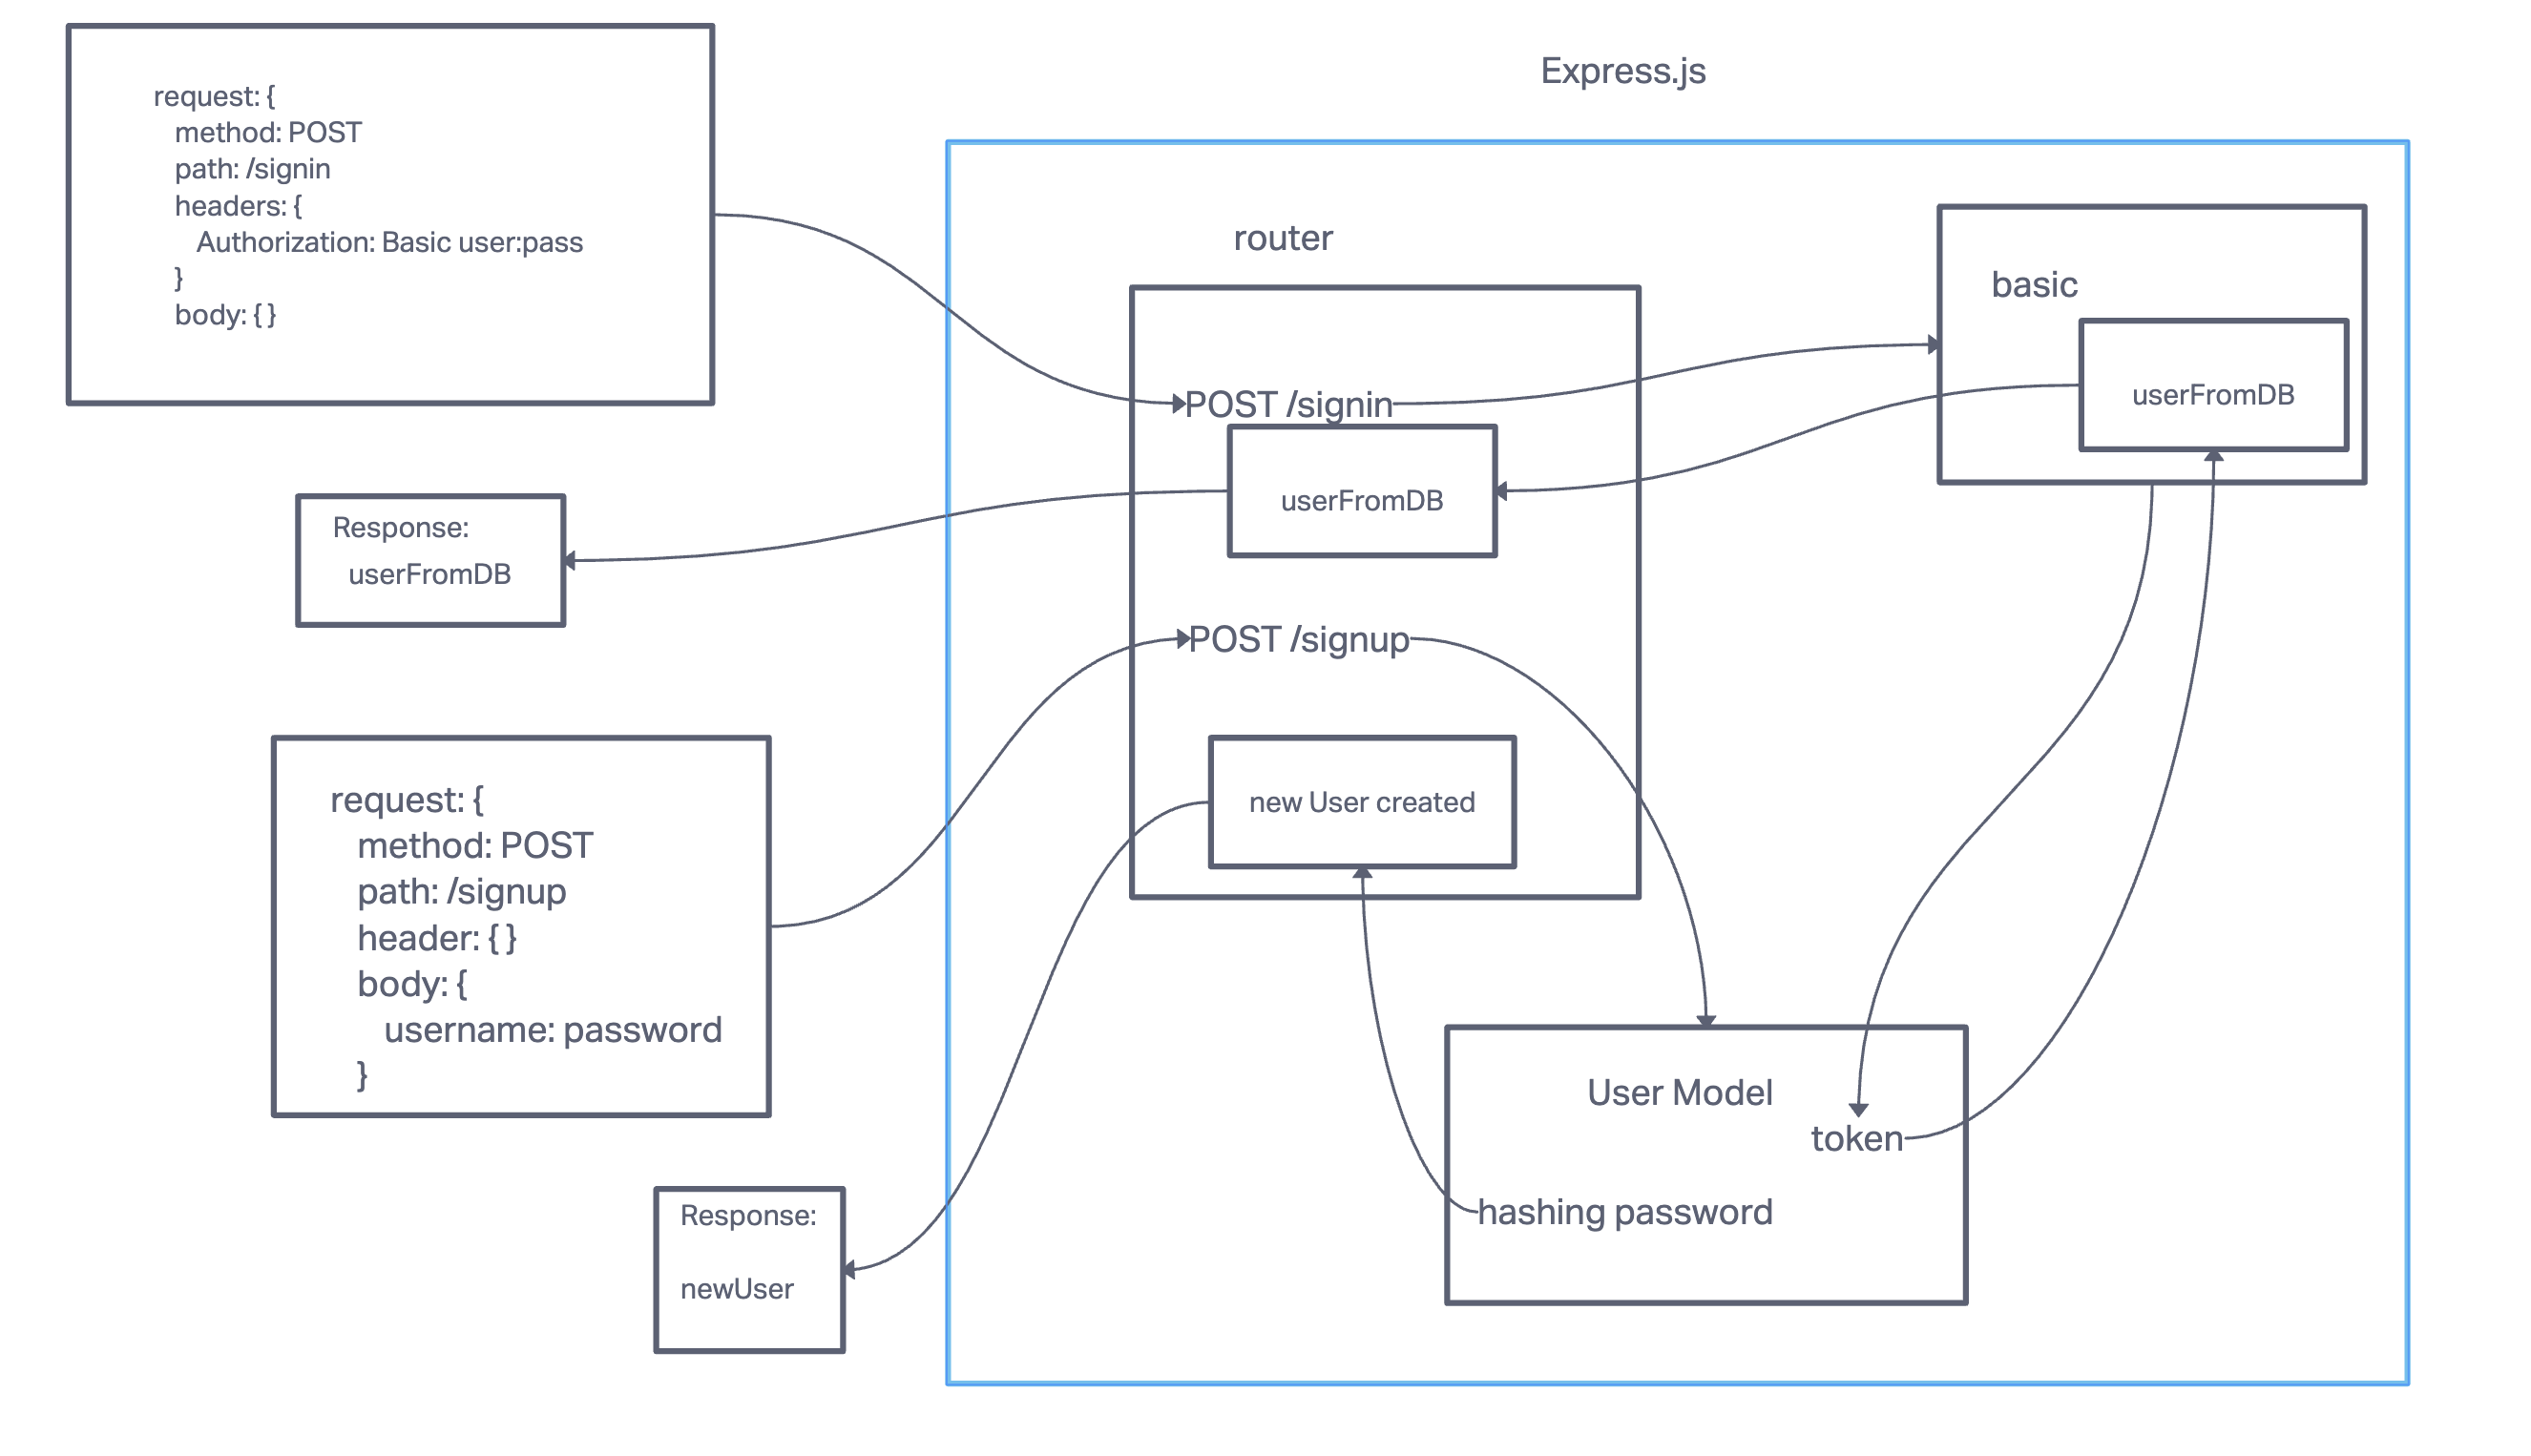 request: {
method: POST
path: /signin
headers: {
Authorization: Basic user:pass
}
body: { }
Response:
userFromDB
request: {
method: POST
path: /signup
header: { }
body: {
username: password
}
Response:
newUser
Express.js
router
POST /signin
userFromDB
POST /signup
new User created
basic
userFromDB
User Model
token
hashing password